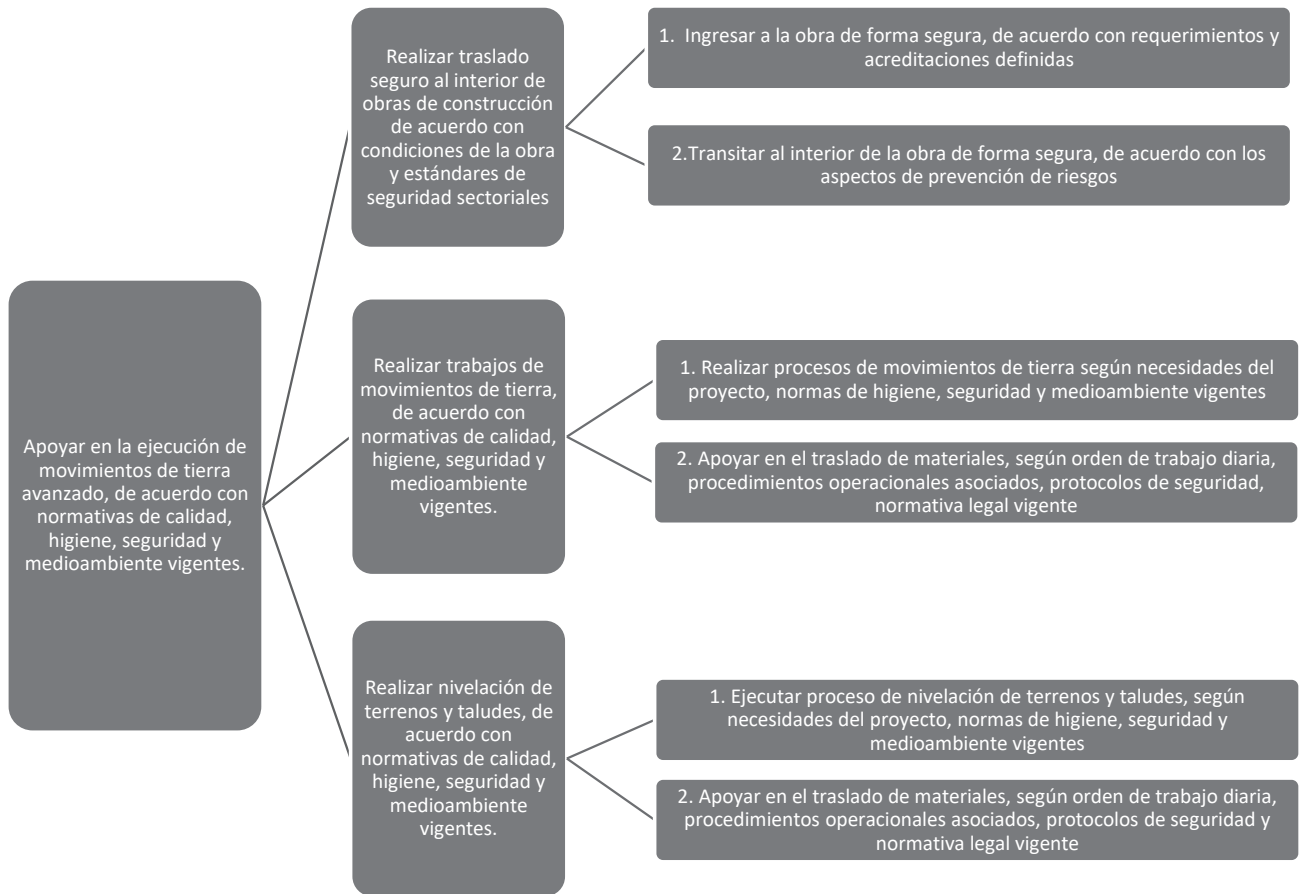 Apoyar en la ejecución de
movimientos de tierra
avanzado, de acuerdo con
normativas de calidad,
higiene, seguridad y
medioambiente vigentes.
Realizar traslado
seguro al interior de
obras de construcción
de acuerdo con
condiciones de la obra
y estándares de
seguridad sectoriales
1. Ingresar a la obra de forma segura, de acuerdo con requerimientos y
acreditaciones definidas
2.Transitar al interior de la obra de forma segura, de acuerdo con los
aspectos de prevención de riesgos
Realizar trabajos de
movimientos de tierra,
de acuerdo con
normativas de calidad,
higiene, seguridad y
medioambiente
vigentes.
1. Realizar procesos de movimientos de tierra según necesidades del
proyecto, normas de higiene, seguridad y medioambiente vigentes
2. Apoyar en el traslado de materiales, según orden de trabajo diaria,
procedimientos operacionales asociados, protocolos de seguridad,
normativa legal vigente
Realizar nivelación de
terrenos y taludes, de
acuerdo con
normativas de calidad,
higiene, seguridad y
medioambiente
vigentes.
1. Ejecutar proceso de nivelación de terrenos y taludes, según
necesidades del proyecto, normas de higiene, seguridad y
medioambiente vigentes
2. Apoyar en el traslado de materiales, según orden de trabajo diaria,
procedimientos operacionales asociados, protocolos de seguridad y
normativa legal vigente